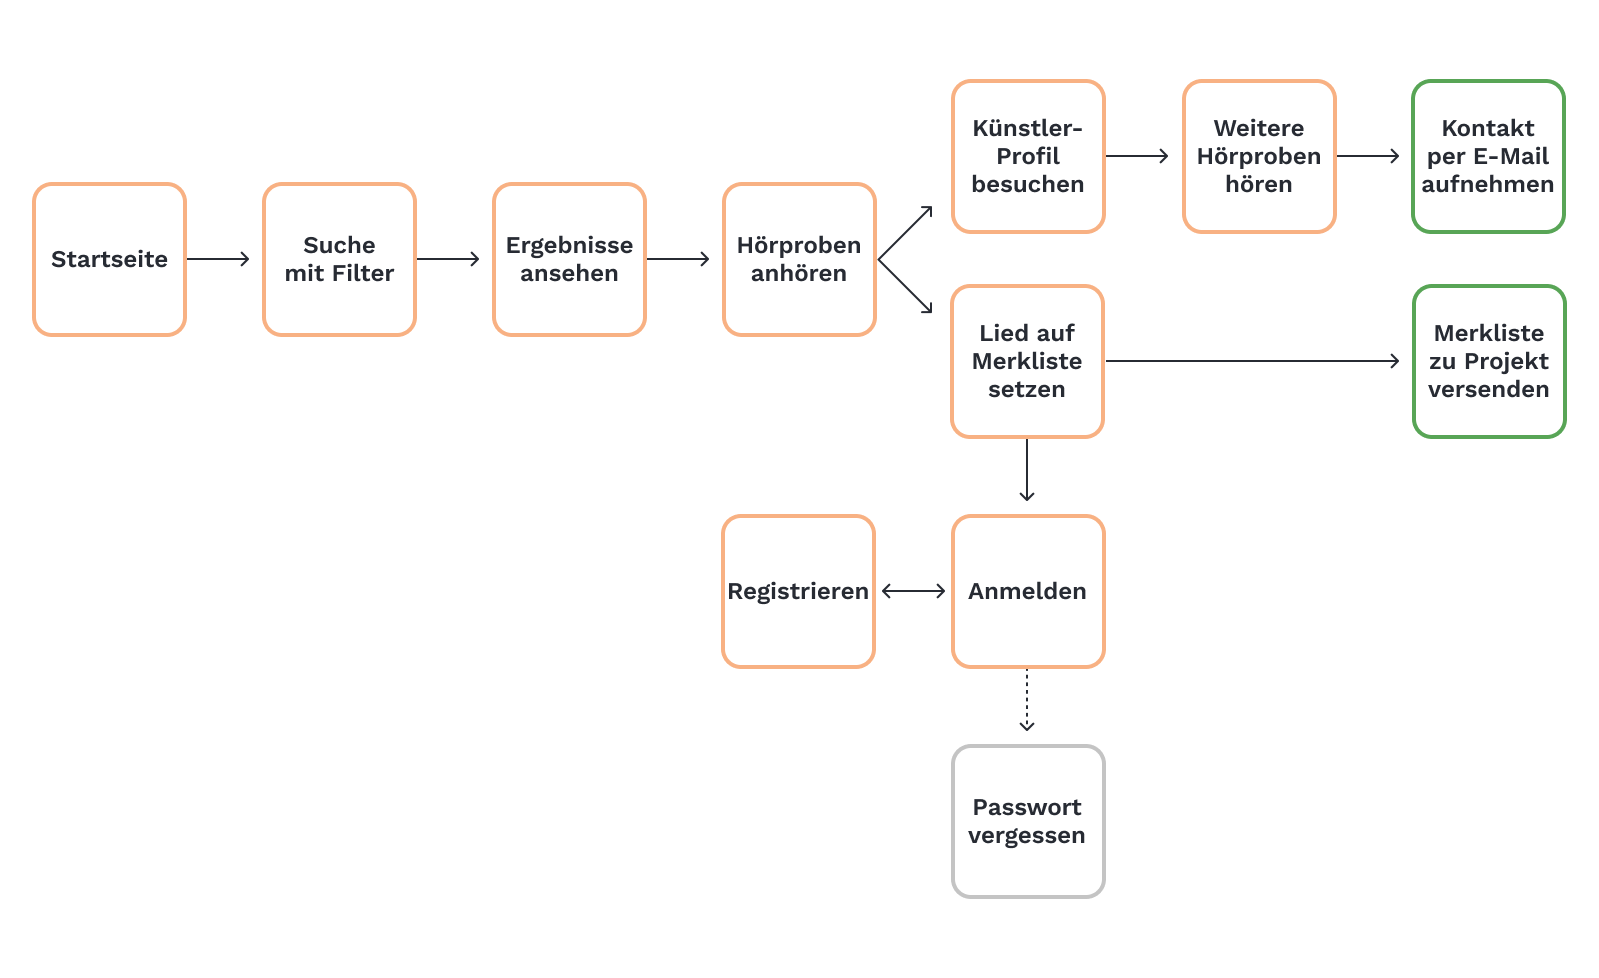 Startseite
Suche
mit Filter
Ergebnisse
ansehen
Hörproben
anhören
Künstler-
Profil
besuchen
Weitere
Hörproben
hören
Kontakt
per E-Mail
aufnehmen
Lied auf
Merkliste
setzen
Merkliste
zu Projekt
versenden
Registrieren
Anmelden
Passwort
vergessen